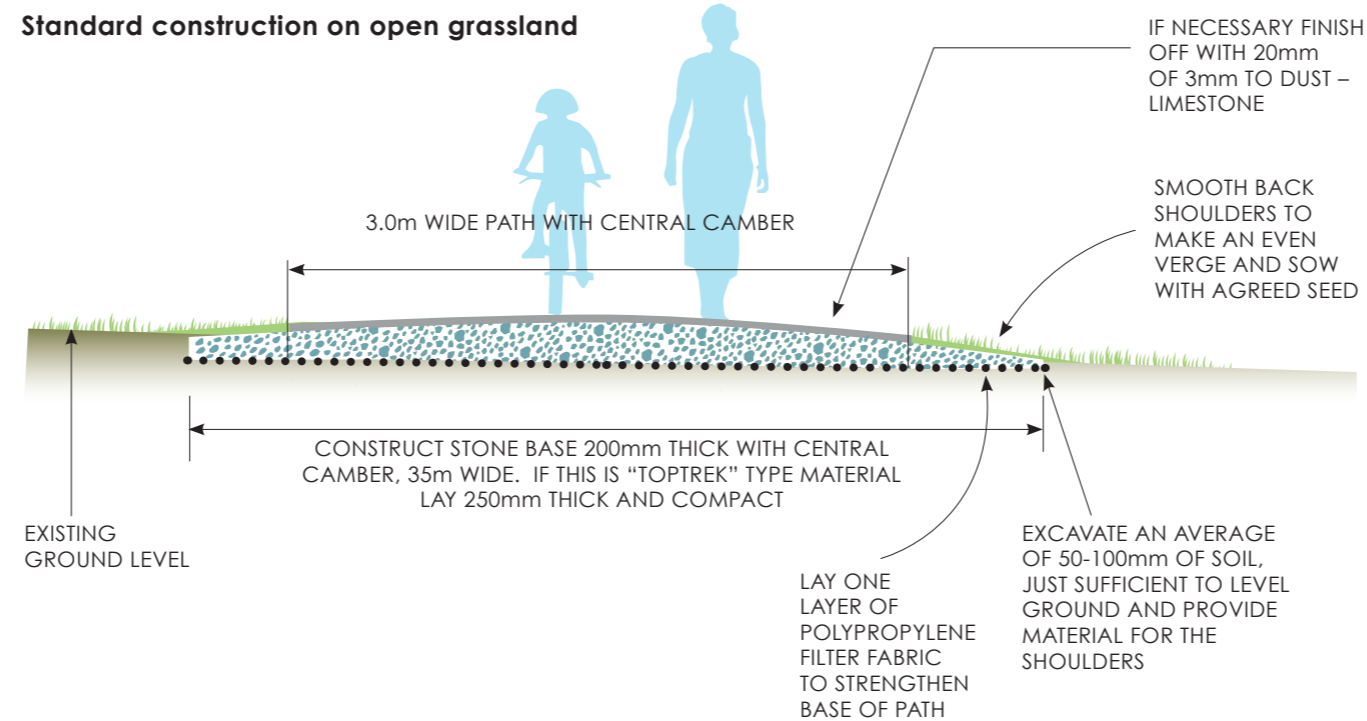 Standard construction on open grassland
IF NECESSARY FINISH
OFF WITH 20mm
OF 3mm TO DUST –
LIMESTONE
SMOOTH BACK
SHOULDERS TO
MAKE AN EVEN
VERGE AND SOW
WITH AGREED SEED
3.0m WIDE PATH WITH CENTRAL CAMBER
CONSTRUCT STONE BASE 200mm THICK WITH CENTRAL
CAMBER, 35m WIDE. IF THIS IS “TOPTREK” TYPE MATERIAL
LAY 250mm THICK AND COMPACT
EXISTING
GROUND LEVEL
LAY ONE
LAYER OF
POLYPROPYLENE
FILTER FABRIC
TO STRENGTHEN
BASE OF PATH
EXCAVATE AN AVERAGE
OF 50-100mm OF SOIL,
JUST SUFFICIENT TO LEVEL
GROUND AND PROVIDE
MATERIAL FOR THE
SHOULDERS